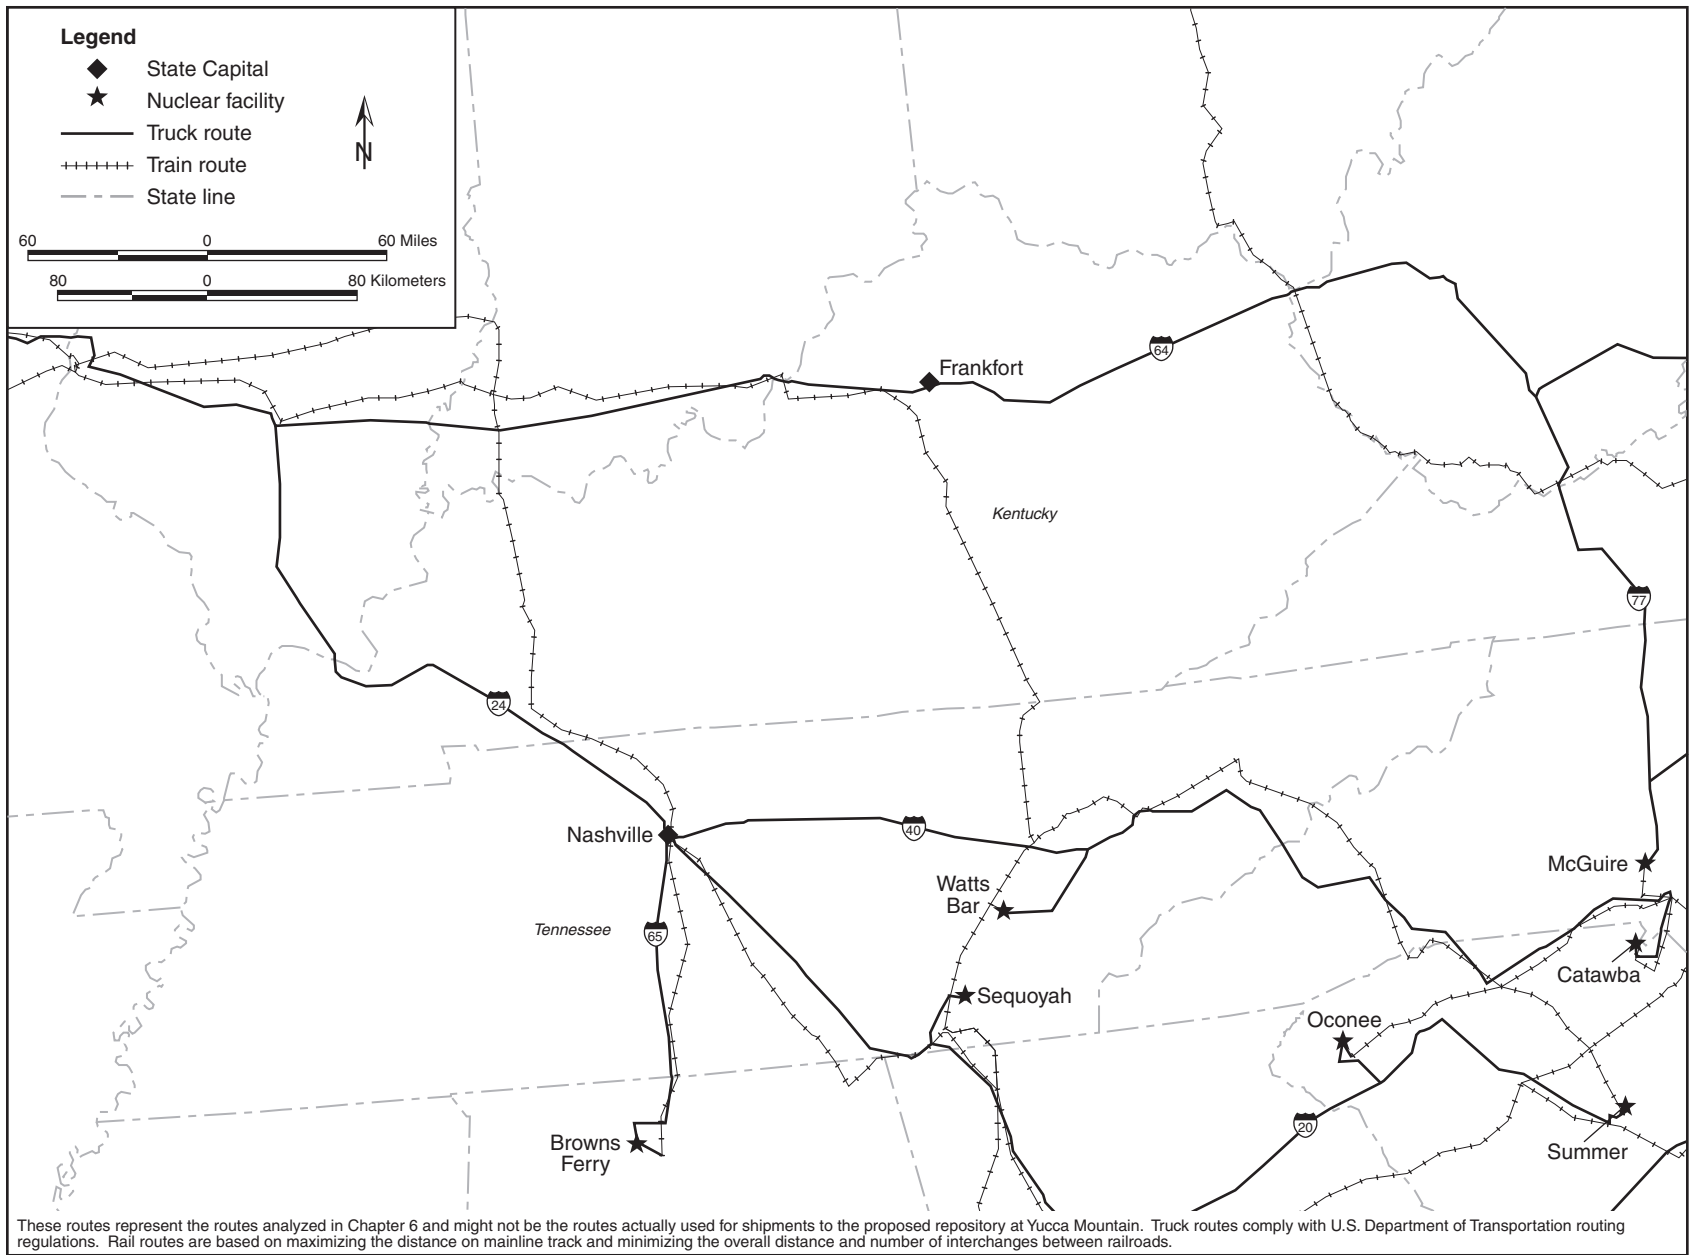 Legend
State Capital
Nuclear facility
Truck route
Train route
State line
N
60 0 60 Miles
80 0 80 Kilometers
64
Frankfort
Kentucky
77
24
Nashville
40
McGuire
Watts
Bar
Tennessee
65
Catawba
Sequoyah
Oconee
20
Browns
Ferry
Summer
These routes represent the routes analyzed in Chapter 6 and might not be the routes actually used for shipments to the proposed repository at Yucca Mountain. Truck routes comply with U.S. Department of Transportation routing
regulations. Rail routes are based on maximizing the distance on mainline track and minimizing the overall distance and number of interchanges between railroads.